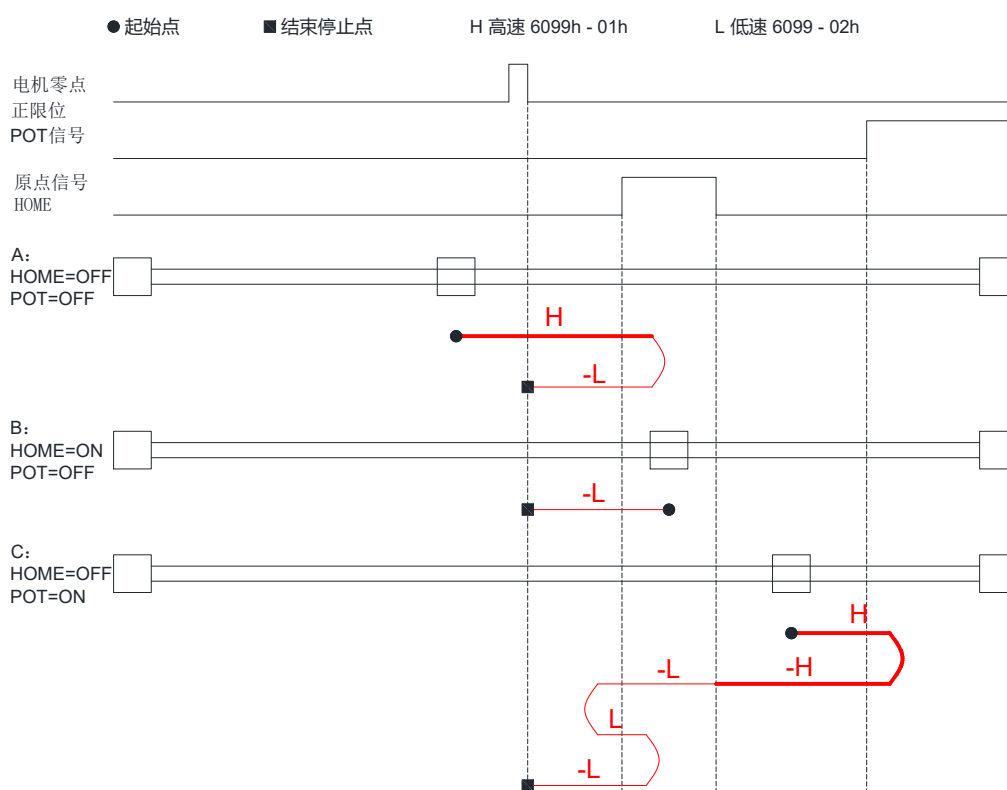 起始点
结束停止点
H 高速 6099h - 01h
L 低速 6099 - 02h
电机零点
正限位
POT信号
原点信号
HOME
A:
HOME=OFF
POT=OFF
H
-L
B:
HOME=ON
POT=OFF
-L
C:
HOME=OFF
POT=ON
H
-L
-H
L
-L